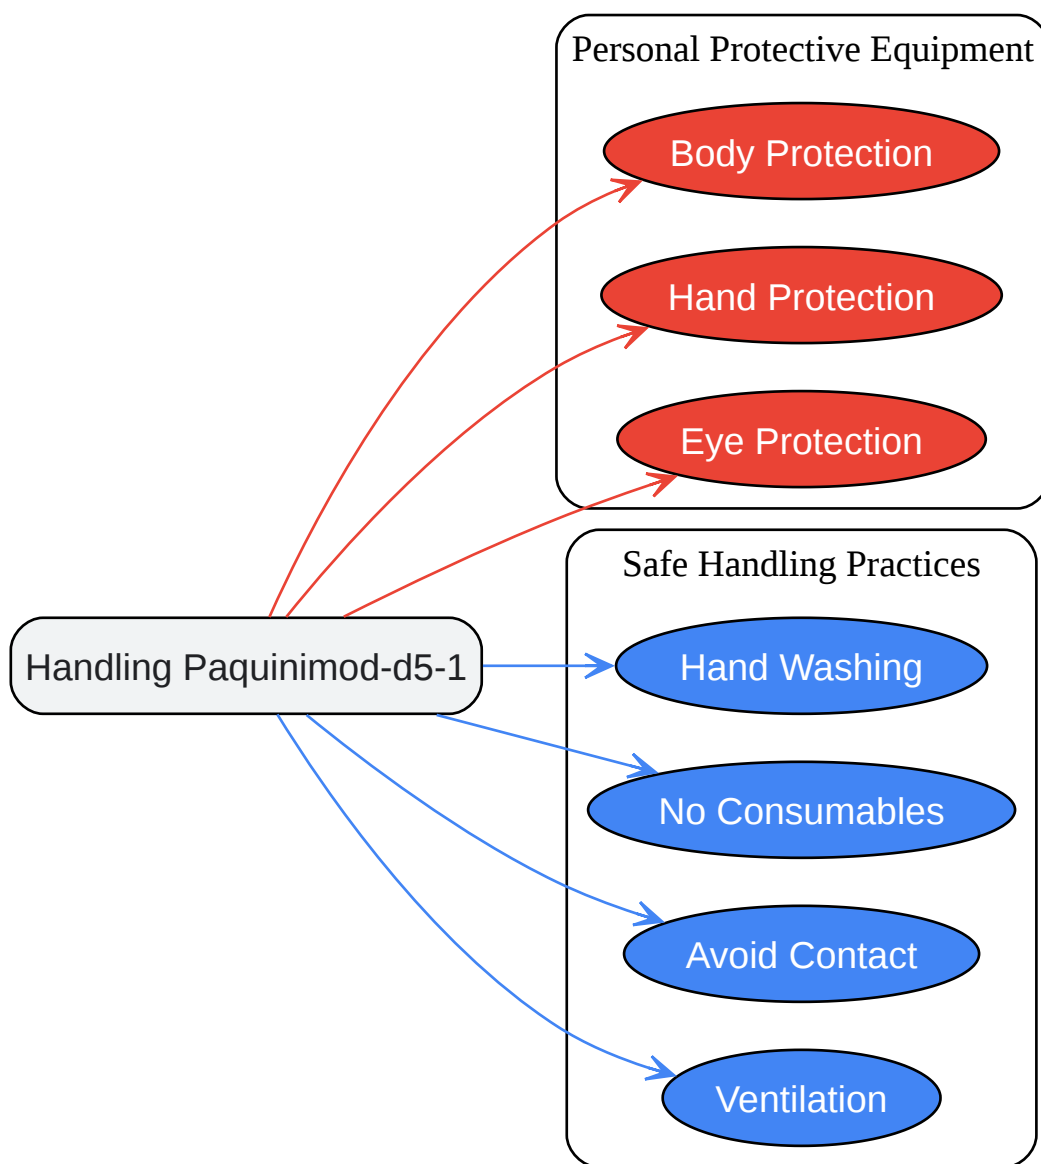 Personal Protective Equipment
Body Protection
Hand Protection
Eye Protection
Safe Handling Practices
Handling Paquinimod-d5-1
Hand Washing
No Consumables
Avoid Contact
Ventilation